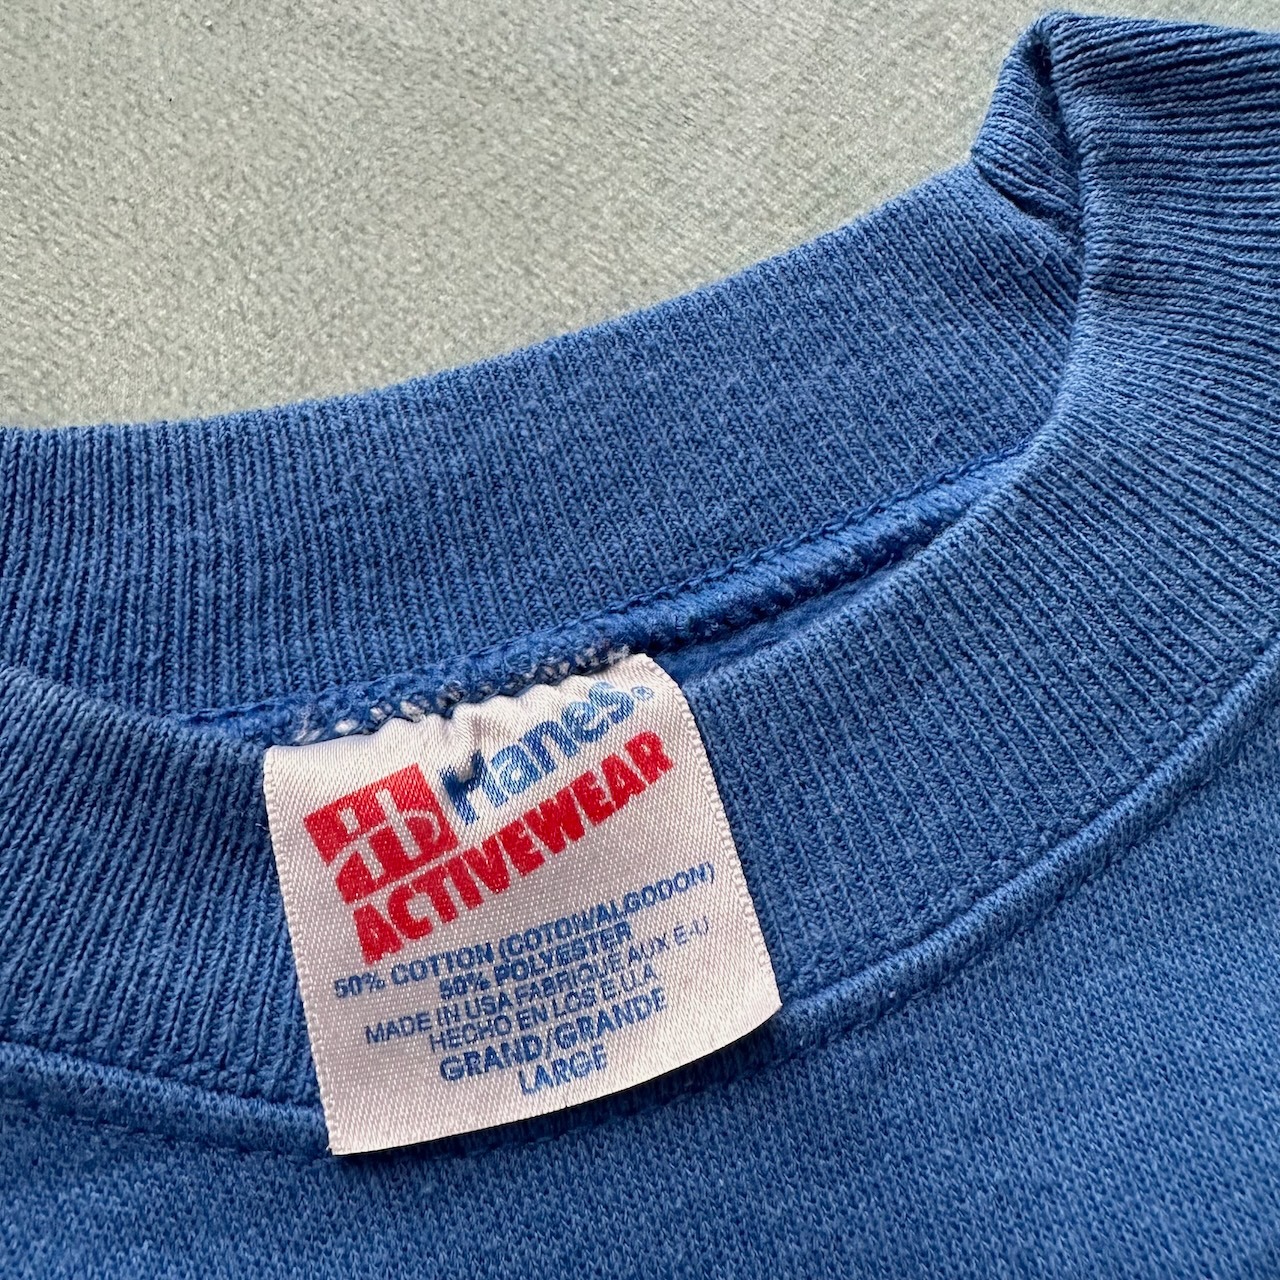 Hanes®
ACTIVEWEAR
50% COTTON (COTON/ALGODON)
50% POLYESTER
MADE IN USA FABRIQUE AUX E-U
HECHO EN LOS E.U.A
GRAND/GRANDE
LARGE